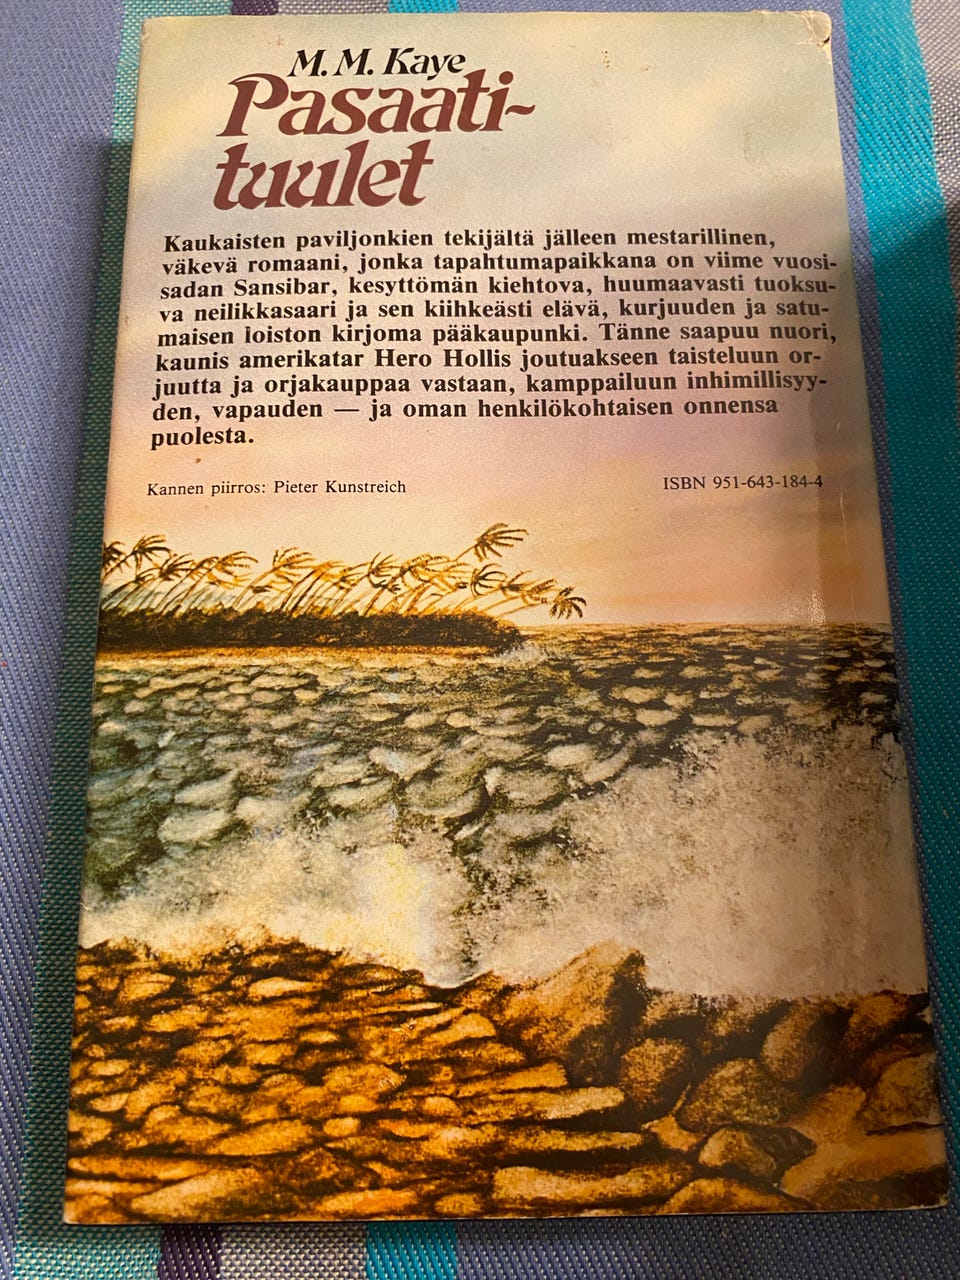 M. M. Kaye
Pasaati-
tuulet
Kaukaisten paviljonkien tekijältä jälleen mestarillinen,
väkevä romaani, jonka tapahtumapaikkana on viime vuosi-
sadan Sansibar, kesyttömän kiehtova, huumaavasti tuoksu-
va neilikkasaari ja sen kiihkeästi elävä, kurjuuden ja satu-
maisen loiston kirjoma pääkaupunki. Tänne saapuu nuori,
kaunis amerikatar Hero Hollis joutuakseen taisteluun or-
juutta ja orjakauppaa vastaan, kamppailuun inhimillisyy-
den, vapauden — ja oman henkilökohtaisen onnensa
puolesta.
Kannen piirros: Pieter Kunstreich
ISBN 951-643-184-4